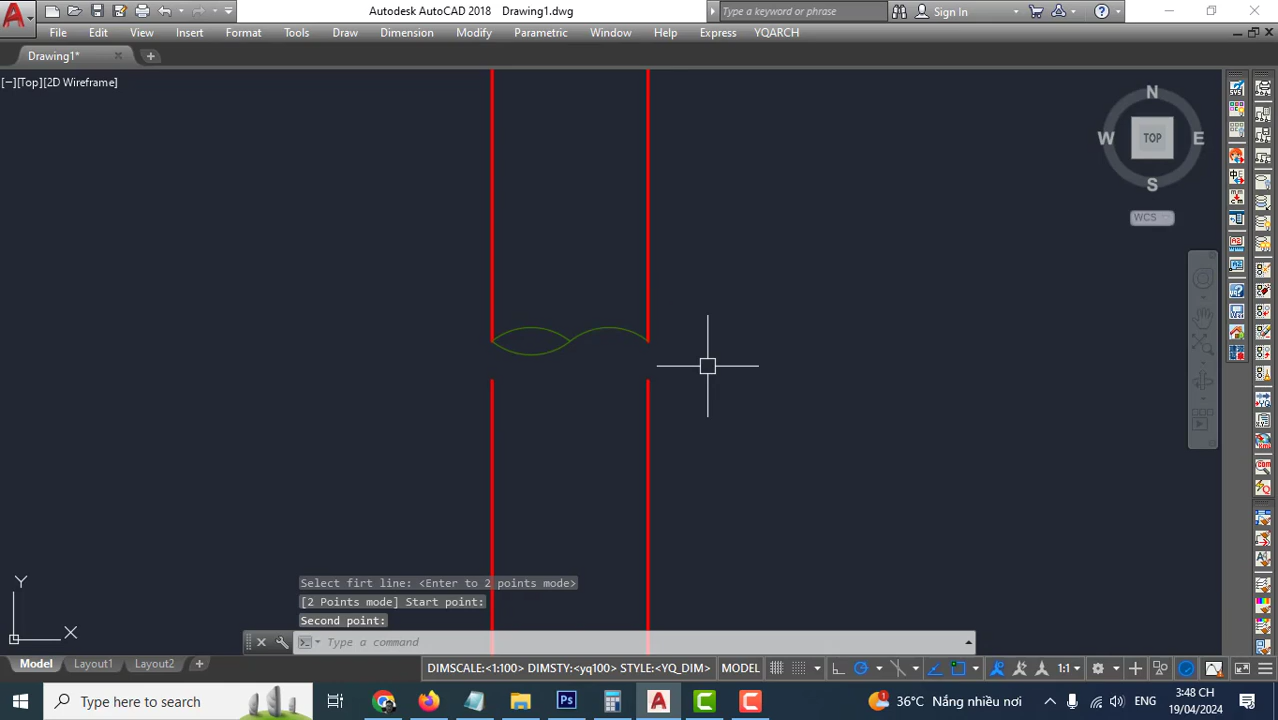 Autodesk AutoCAD 2018 Drawing1.dwg
Type a keyword or phrase
Sign In
File Edit View Insert Format Tools Draw Dimension Modify Parametric Window Help Express YQARCH
Drawing1*
[−][Top][2D Wireframe]
N
W TOP E
S
WCS
Select firt line: <Enter to 2 points mode>
[2 Points mode] Start point:
Second point:
Type a command
Y
X
Model Layout1 Layout2
DIMSCALE:<1:100> DIMSTY:<yq100> STYLE:<YQ_DIM> MODEL
1:1
Type here to search
36°C Nắng nhiều nơi
ENG
3:48 CH
19/04/2024